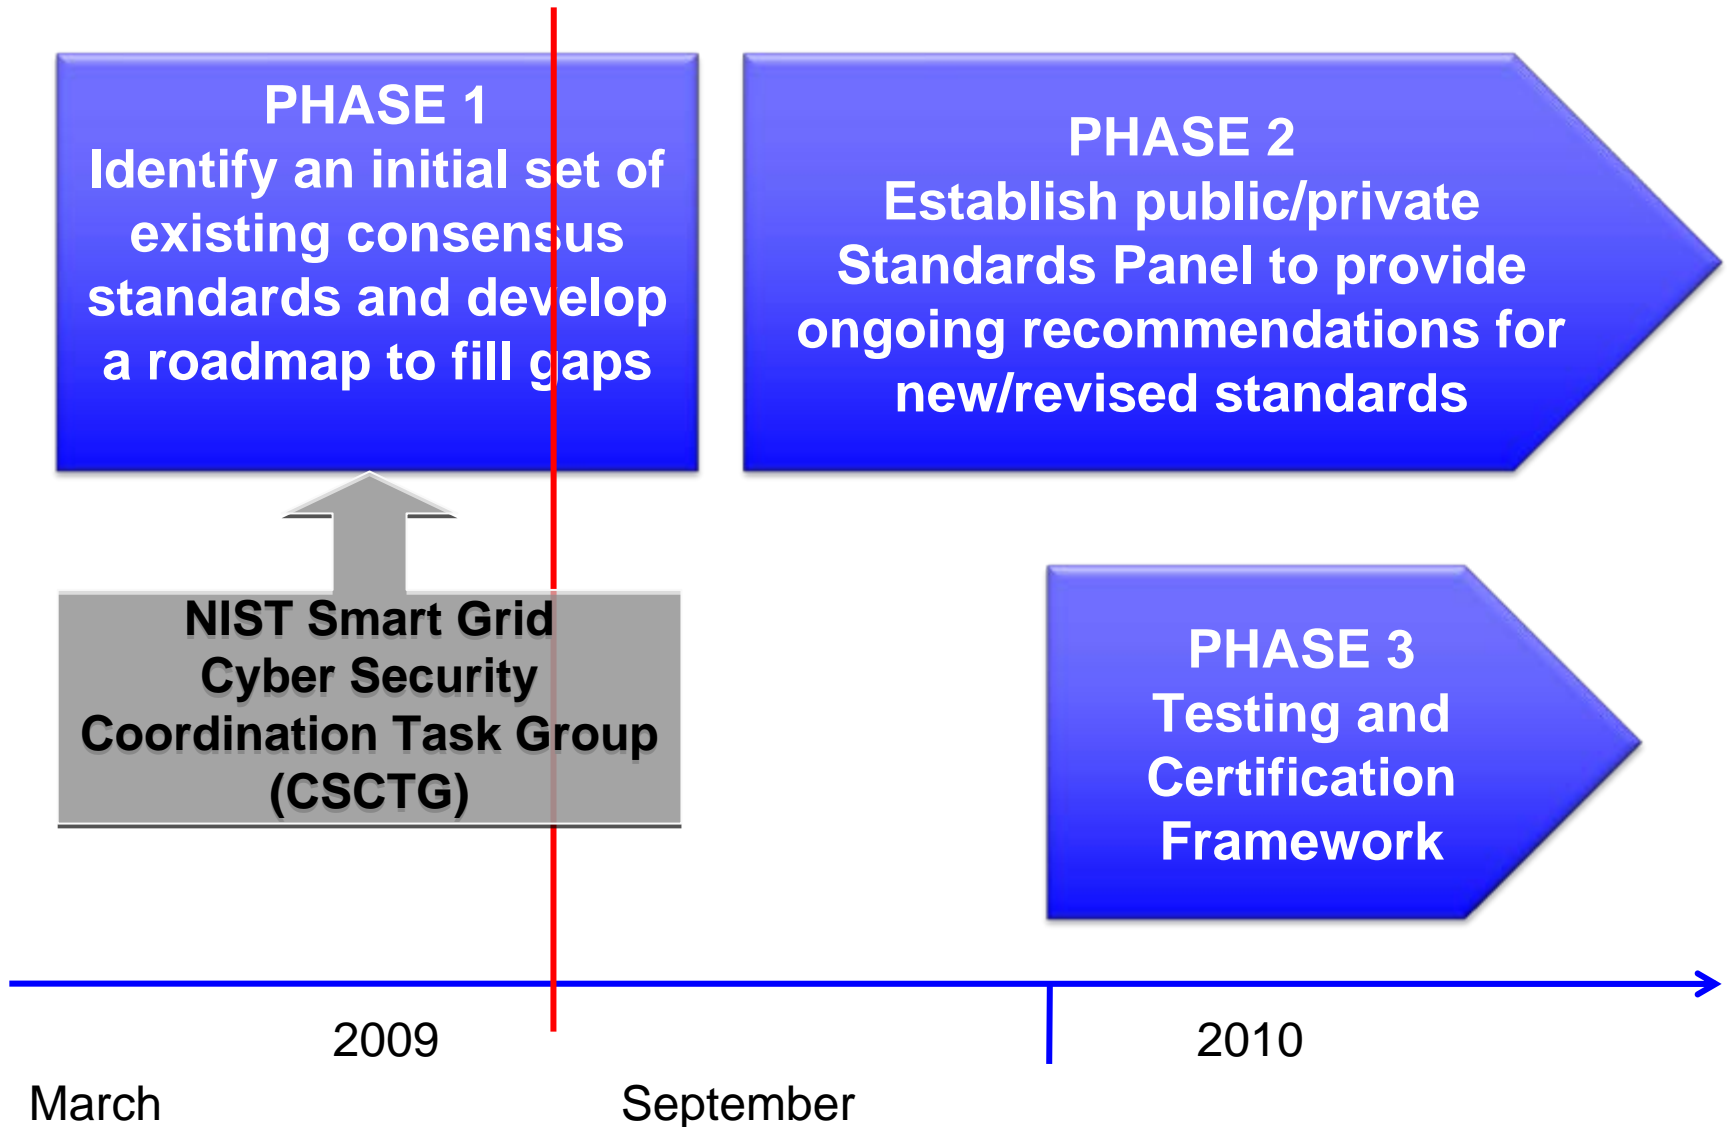 PHASE 1
Identify an initial set of
existing consensus
standards and develop
a roadmap to fill gaps
PHASE 2
Establish public/private
Standards Panel to provide
ongoing recommendations for
new/revised standards
NIST Smart Grid
Cyber Security
Coordination Task Group
(CSCTG)
PHASE 3
Testing and
Certification
Framework
2009
2010
March
September